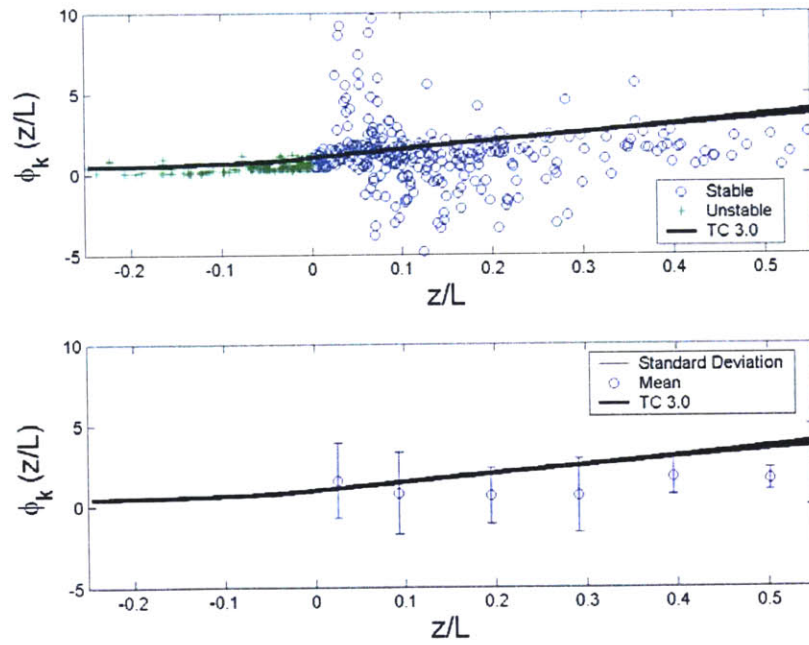 10
5
0
-5
ϕk (z/L)
Stable
Unstable
TC 3.0
-0.2 -0.1 0 0.1 0.2 0.3 0.4 0.5
z/L
10
5
0
-5
ϕk (z/L)
Standard Deviation
Mean
TC 3.0
-0.2 -0.1 0 0.1 0.2 0.3 0.4 0.5
z/L